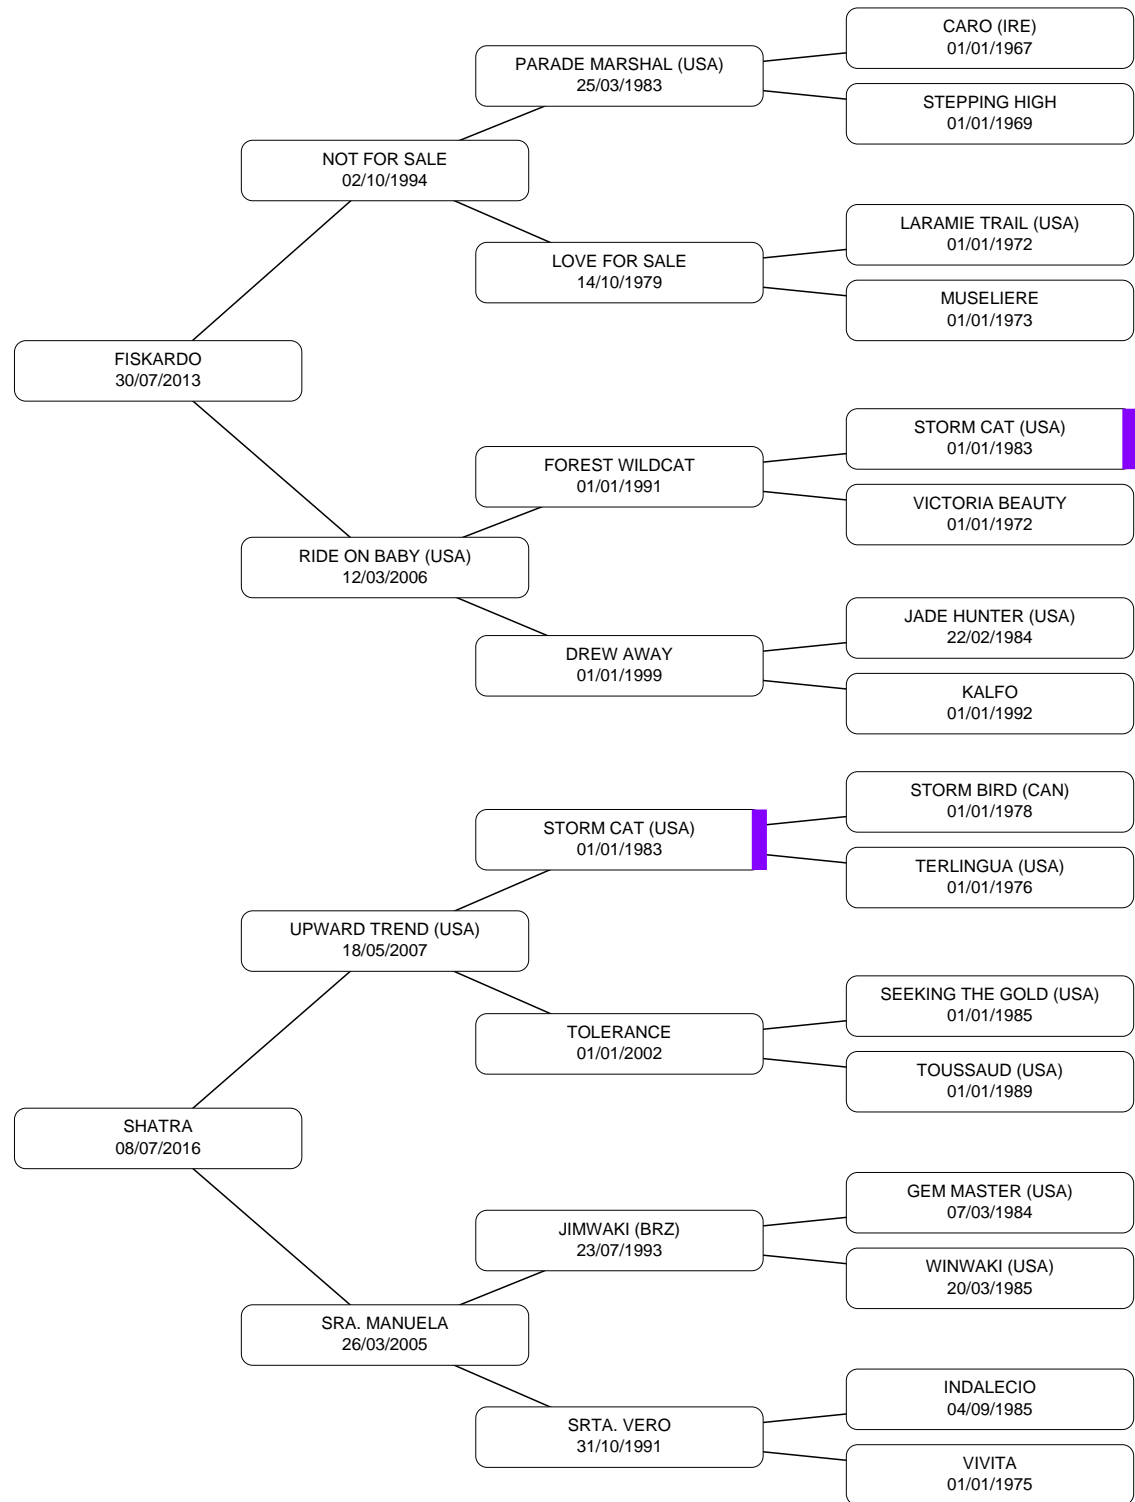 CARO (IRE)
01/01/1967
PARADE MARSHAL (USA)
25/03/1983
STEPPING HIGH
01/01/1969
NOT FOR SALE
02/10/1994
LARAMIE TRAIL (USA)
01/01/1972
LOVE FOR SALE
14/10/1979
MUSELIERE
01/01/1973
FISKARDO
30/07/2013
STORM CAT (USA)
01/01/1983
FOREST WILDCAT
01/01/1991
VICTORIA BEAUTY
01/01/1972
RIDE ON BABY (USA)
12/03/2006
JADE HUNTER (USA)
22/02/1984
DREW AWAY
01/01/1999
KALFO
01/01/1992
STORM BIRD (CAN)
01/01/1978
STORM CAT (USA)
01/01/1983
TERLINGUA (USA)
01/01/1976
UPWARD TREND (USA)
18/05/2007
SEEKING THE GOLD (USA)
01/01/1985
TOLERANCE
01/01/2002
TOUSSAUD (USA)
01/01/1989
SHATRA
08/07/2016
GEM MASTER (USA)
07/03/1984
JIMWAKI (BRZ)
23/07/1993
WINWAKI (USA)
20/03/1985
SRA. MANUELA
26/03/2005
INDALECIO
04/09/1985
SRTA. VERO
31/10/1991
VIVITA
01/01/1975